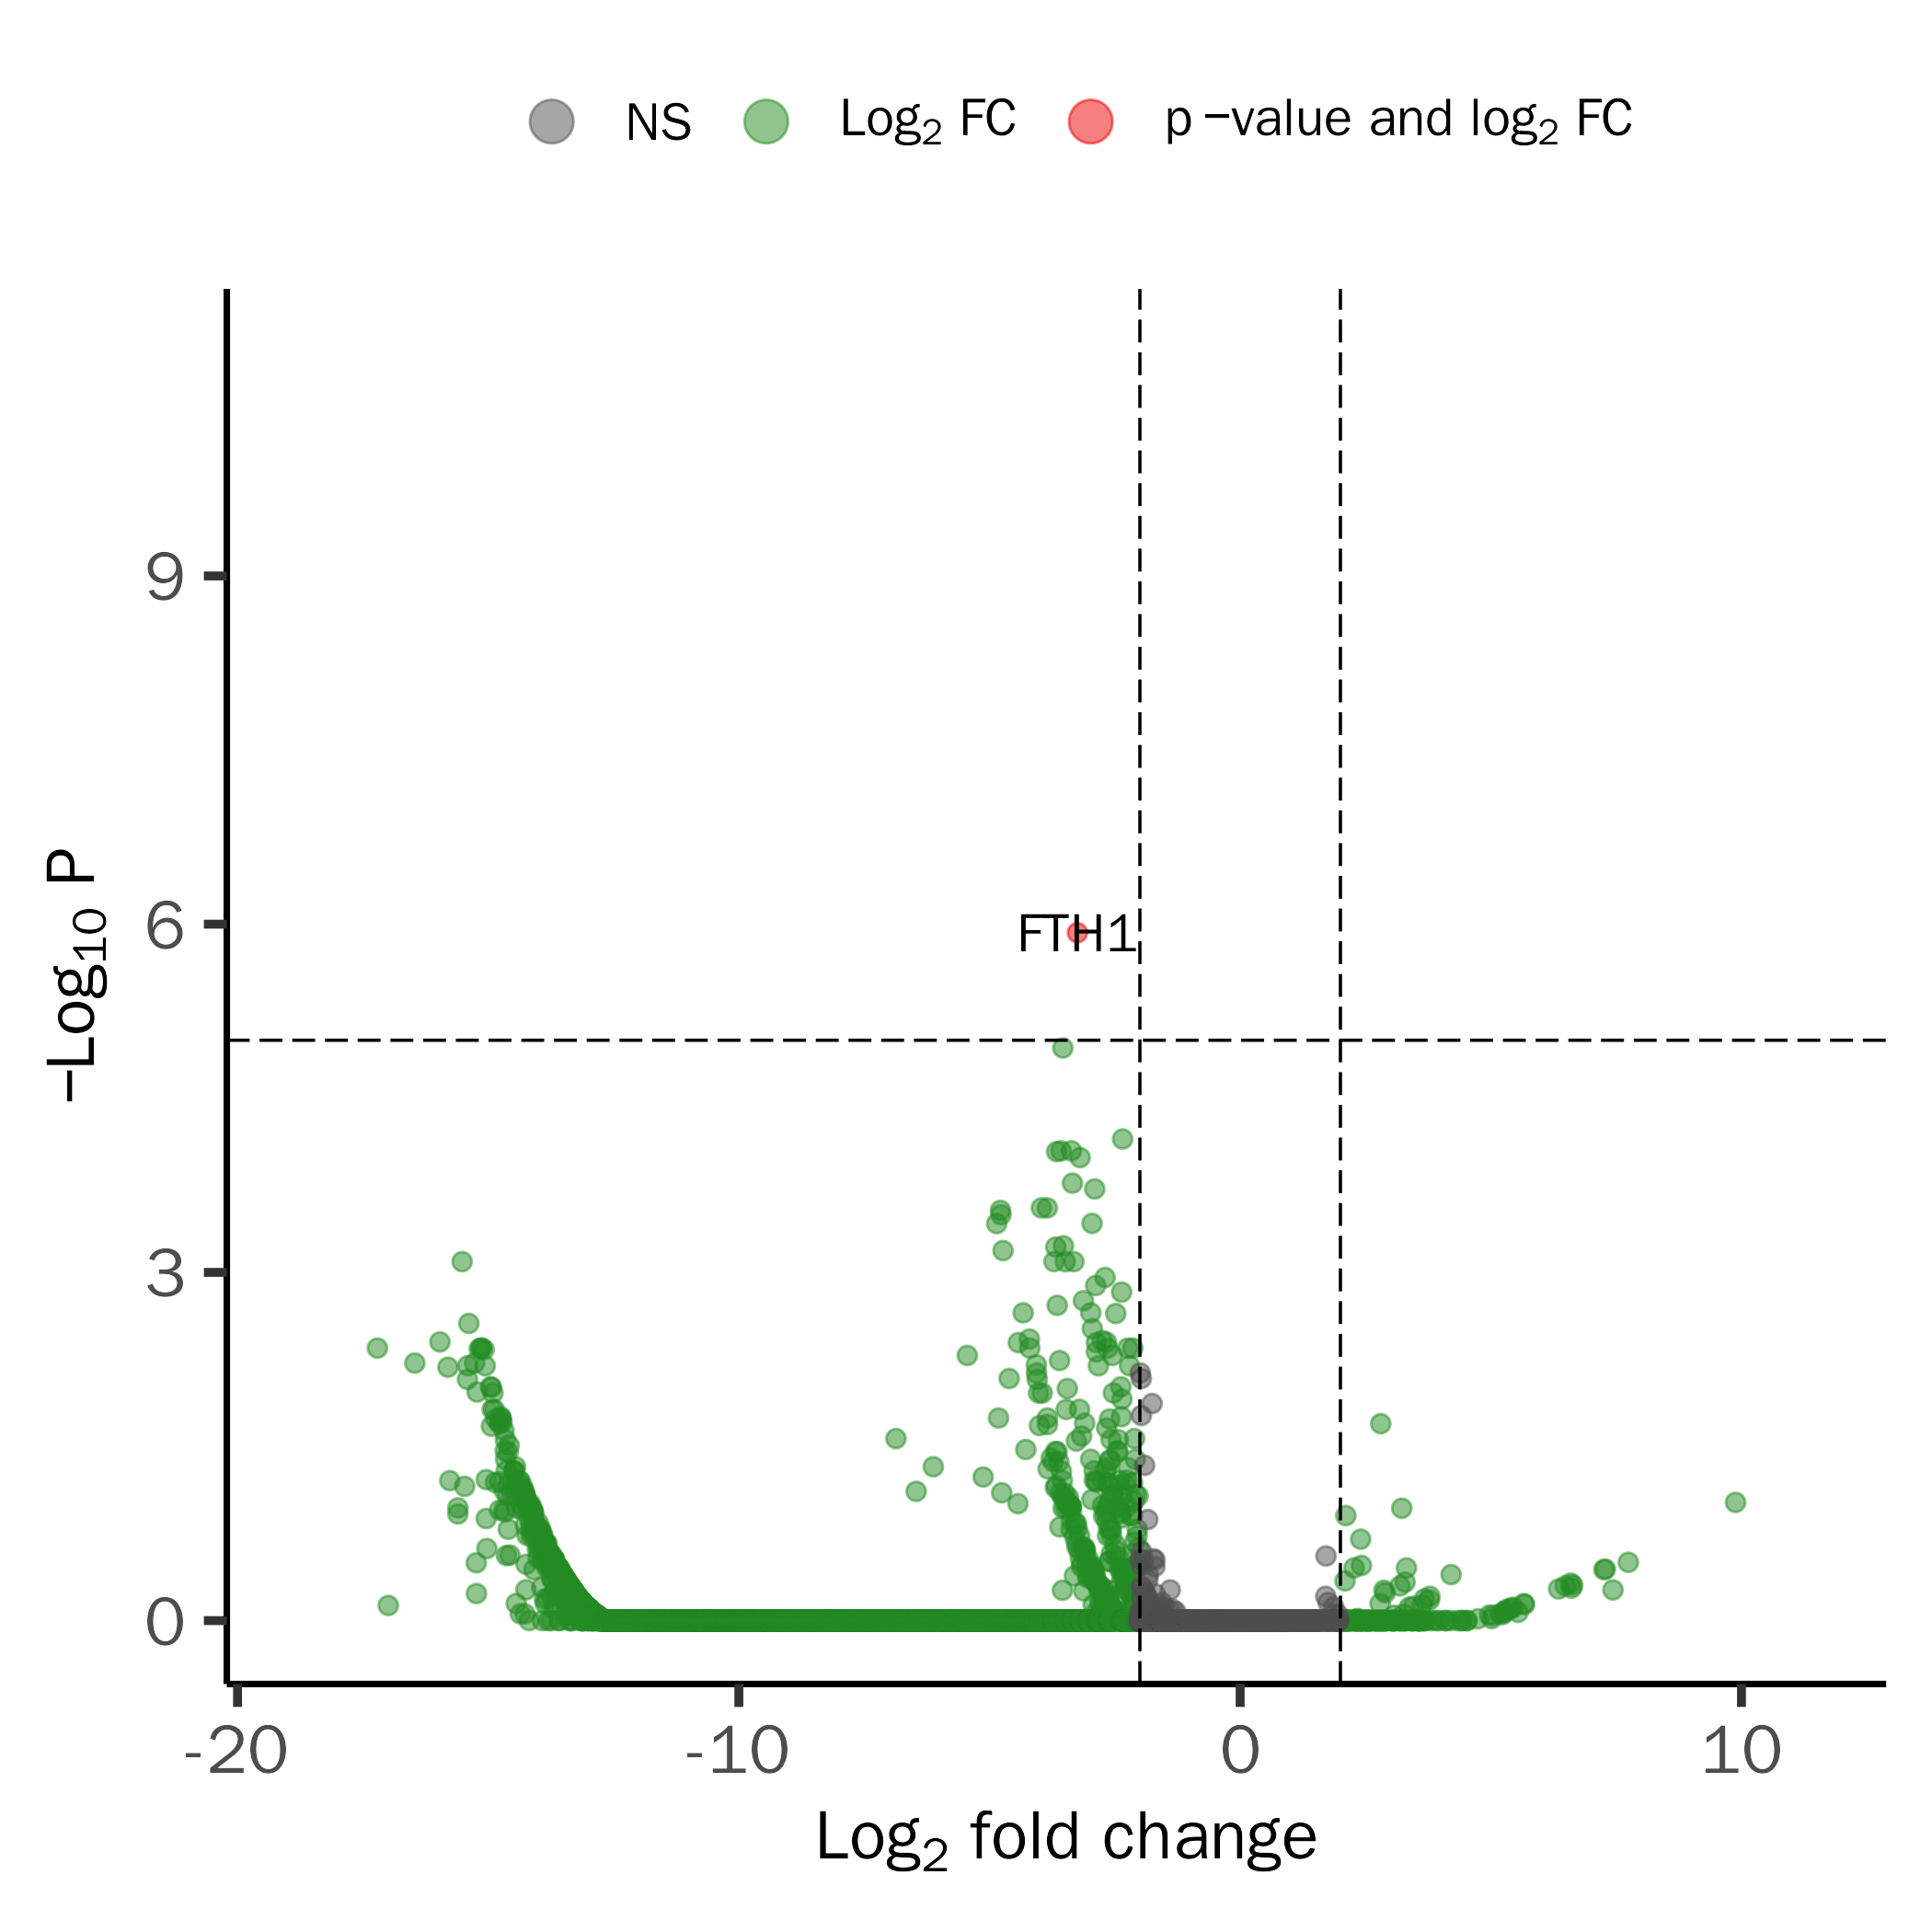 NS Log₂ FC p −value and log₂ FC
9
6
3
0
−Log₁₀ P
FTH1
-20 -10 0 10
Log₂ fold change